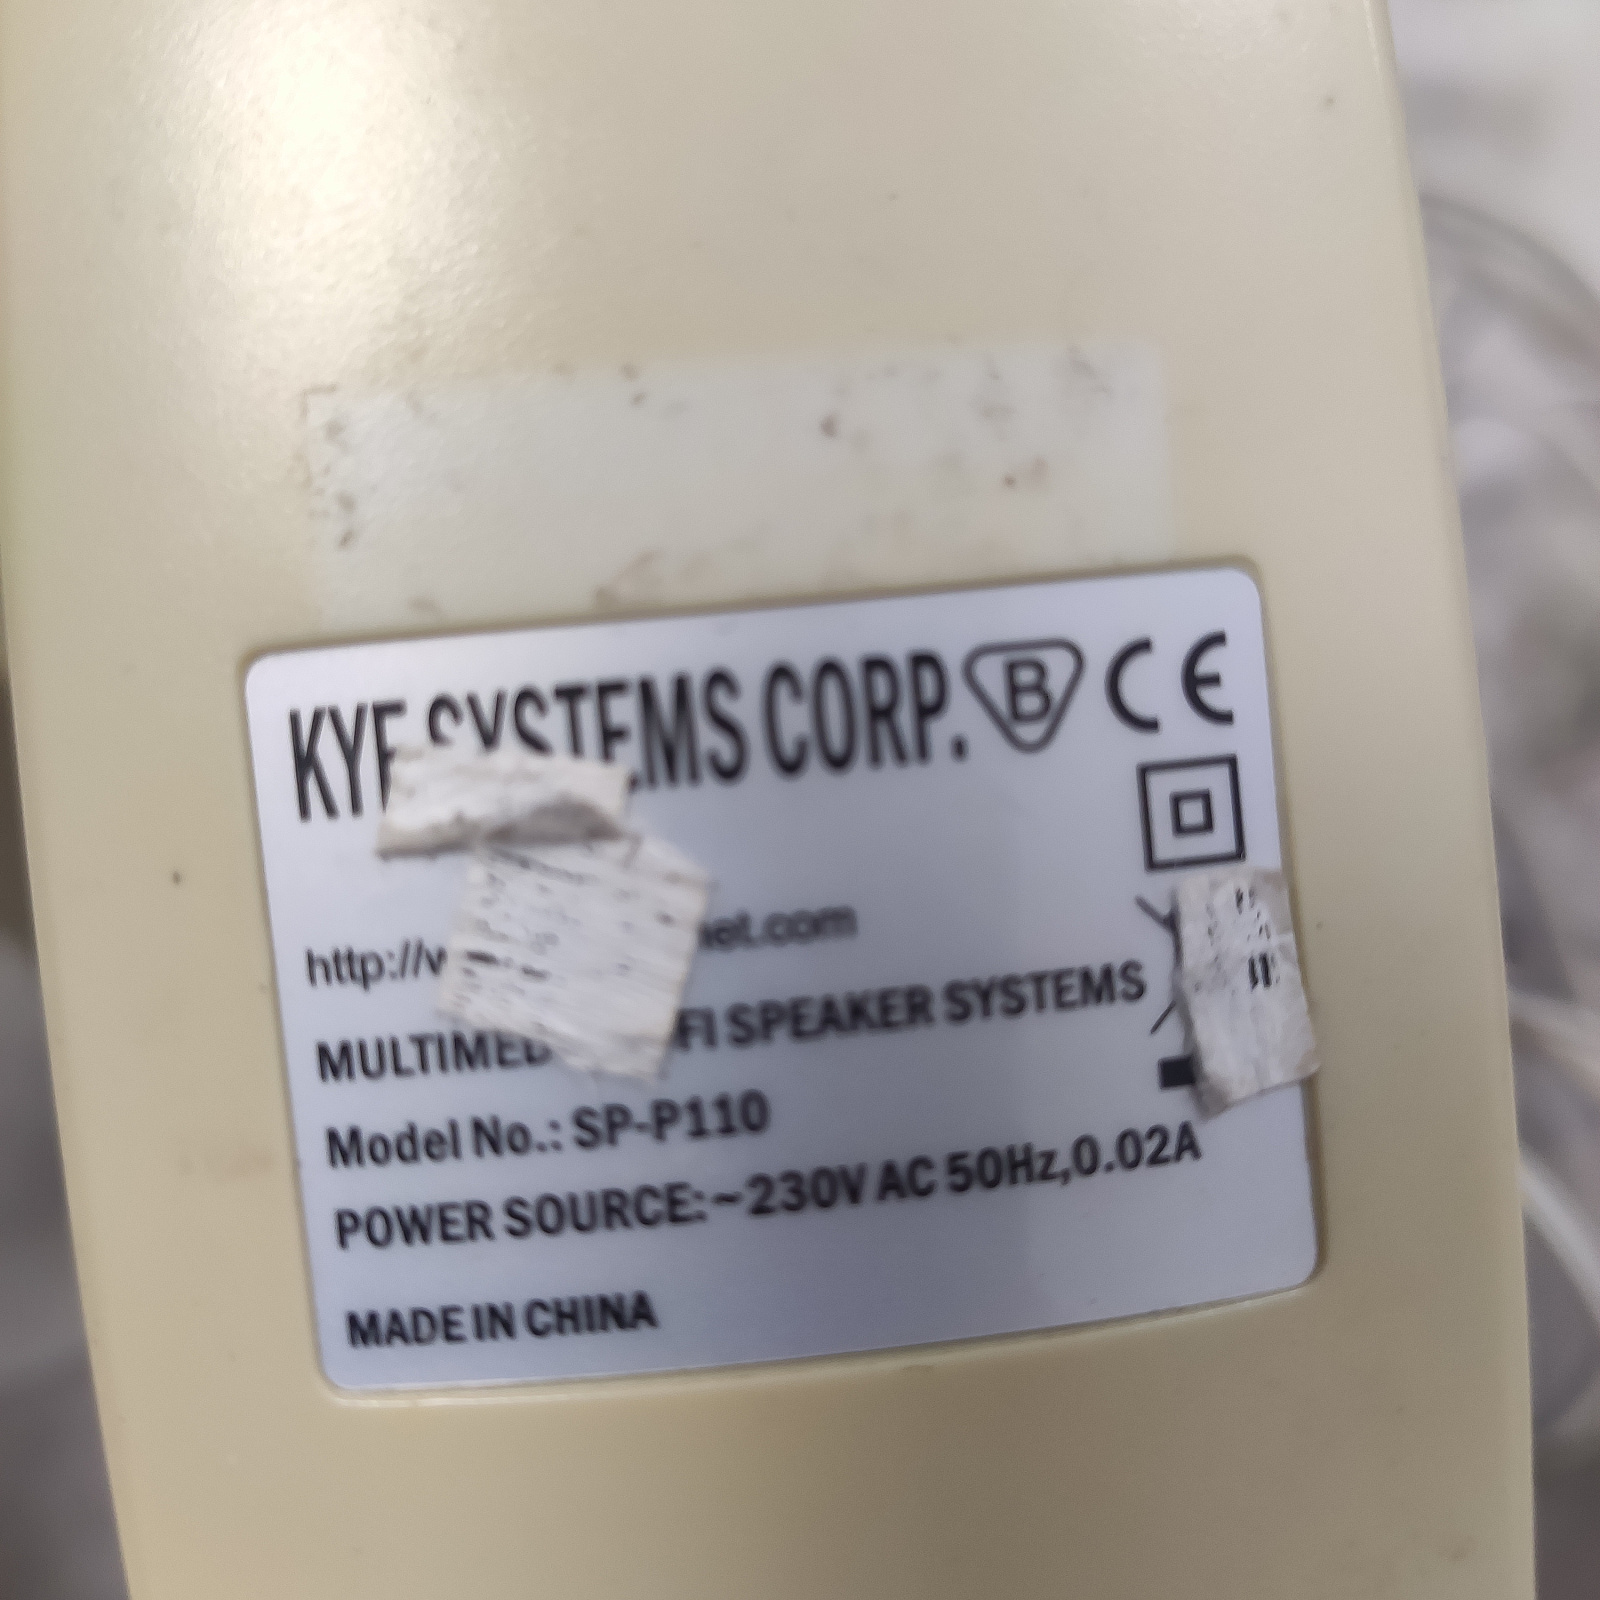 KYE SYSTEMS CORP. B CE
http://w net.com
MULTIMED FI SPEAKER SYSTEMS
Model No.: SP-P110
POWER SOURCE:~230V AC 50Hz,0.02A
MADE IN CHINA